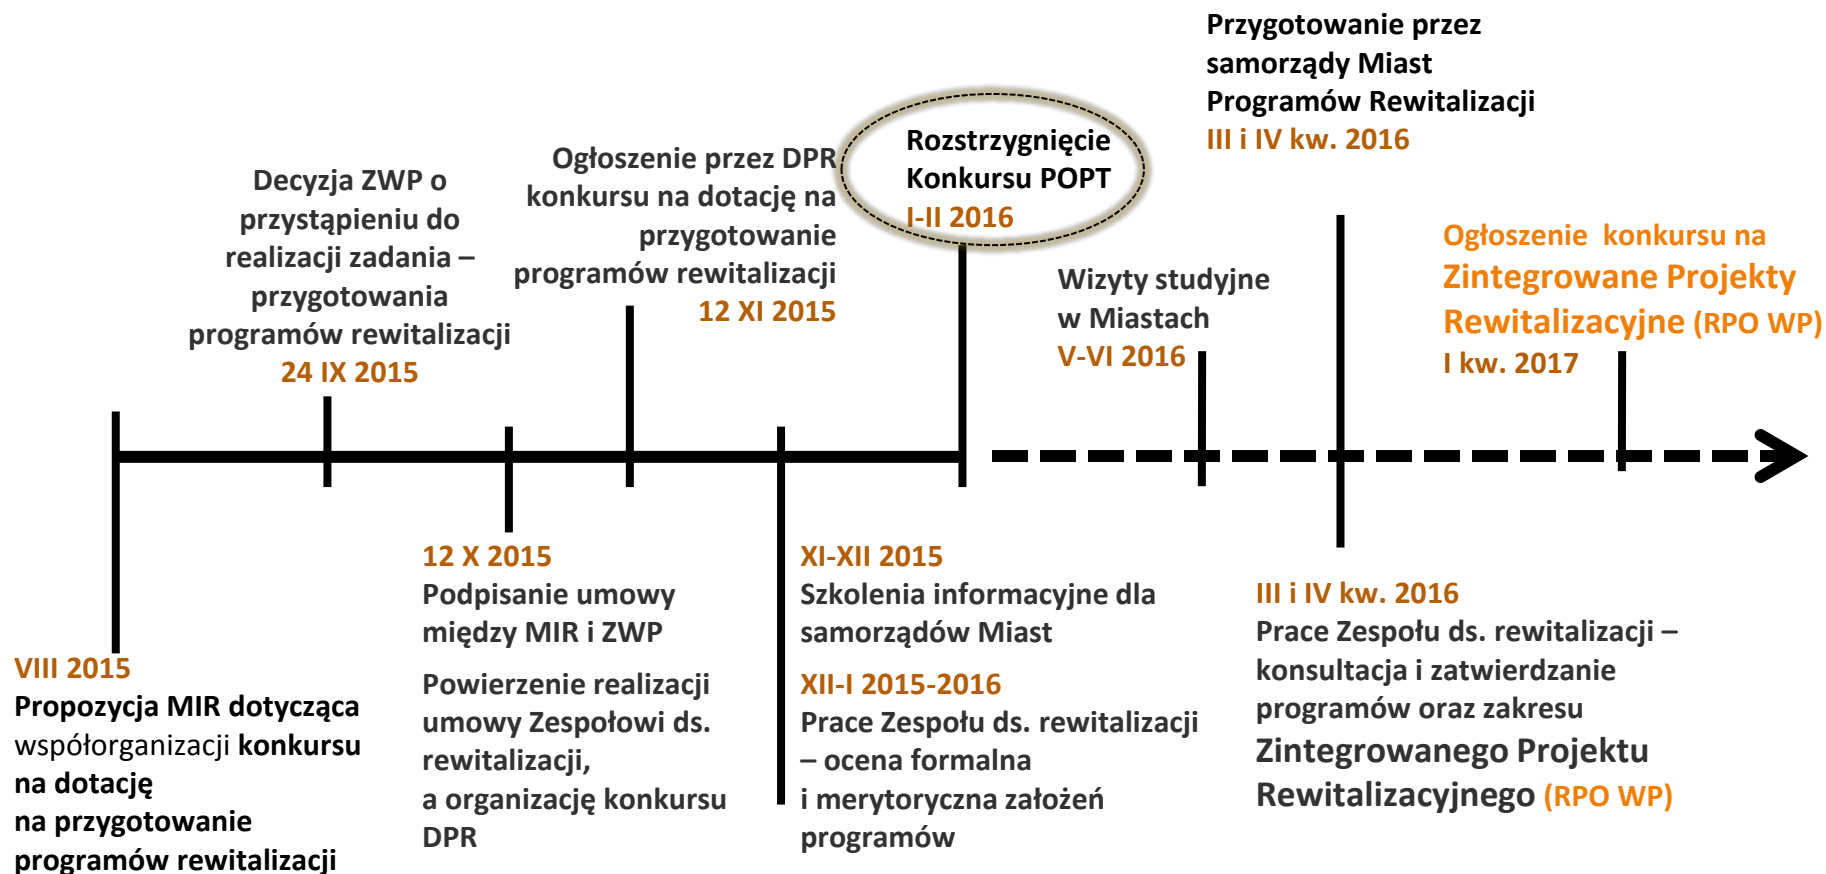 Przygotowanie przez
samorządy Miast
Programów Rewitalizacji
III i IV kw. 2016
Rozstrzygnięcie
Konkursu POPT
I-II 2016
Ogłoszenie przez DPR
konkursu na dotację na
przygotowanie
programów rewitalizacji
12 XI 2015
Decyzja ZWP o
przystąpieniu do
realizacji zadania –
przygotowania
programów rewitalizacji
24 IX 2015
Wizyty studyjne
w Miastach
V-VI 2016
Ogłoszenie konkursu na
Zintegrowane Projekty
Rewitalizacyjne (RPO WP)
I kw. 2017
VIII 2015
Propozycja MIR dotycząca
współorganizacji konkursu
na dotację
na przygotowanie
programów rewitalizacji
12 X 2015
Podpisanie umowy
między MIR i ZWP
Powierzenie realizacji
umowy Zespołowi ds.
rewitalizacji,
a organizację konkursu
DPR
XI-XII 2015
Szkolenia informacyjne dla
samorządów Miast
XII-I 2015-2016
Prace Zespołu ds. rewitalizacji
– ocena formalna
i merytoryczna założeń
programów
III i IV kw. 2016
Prace Zespołu ds. rewitalizacji –
konsultacja i zatwierdzanie
programów oraz zakresu
Zintegrowanego Projektu
Rewitalizacyjnego (RPO WP)